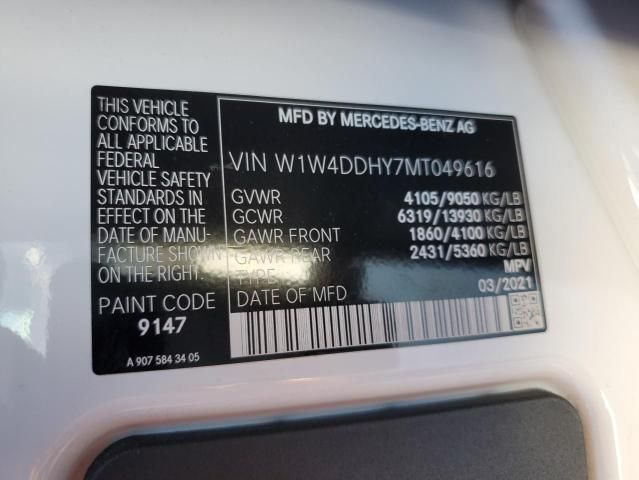 THIS VEHICLE
CONFORMS TO
ALL APPLICABLE
FEDERAL
VEHICLE SAFETY
STANDARDS IN
EFFECT ON THE
DATE OF MANU-
FACTURE SHOWN
ON THE RIGHT.
PAINT CODE
9147
A 907 584 34 05
MFD BY MERCEDES-BENZ AG
VIN W1W4DDHY7MT049616
GVWR 4105/9050 KG/LB
GCWR 6319/13930 KG/LB
GAWR FRONT 1860/4100 KG/LB
GAWR REAR 2431/5360 KG/LB
TYPE MPV
DATE OF MFD 03/2021